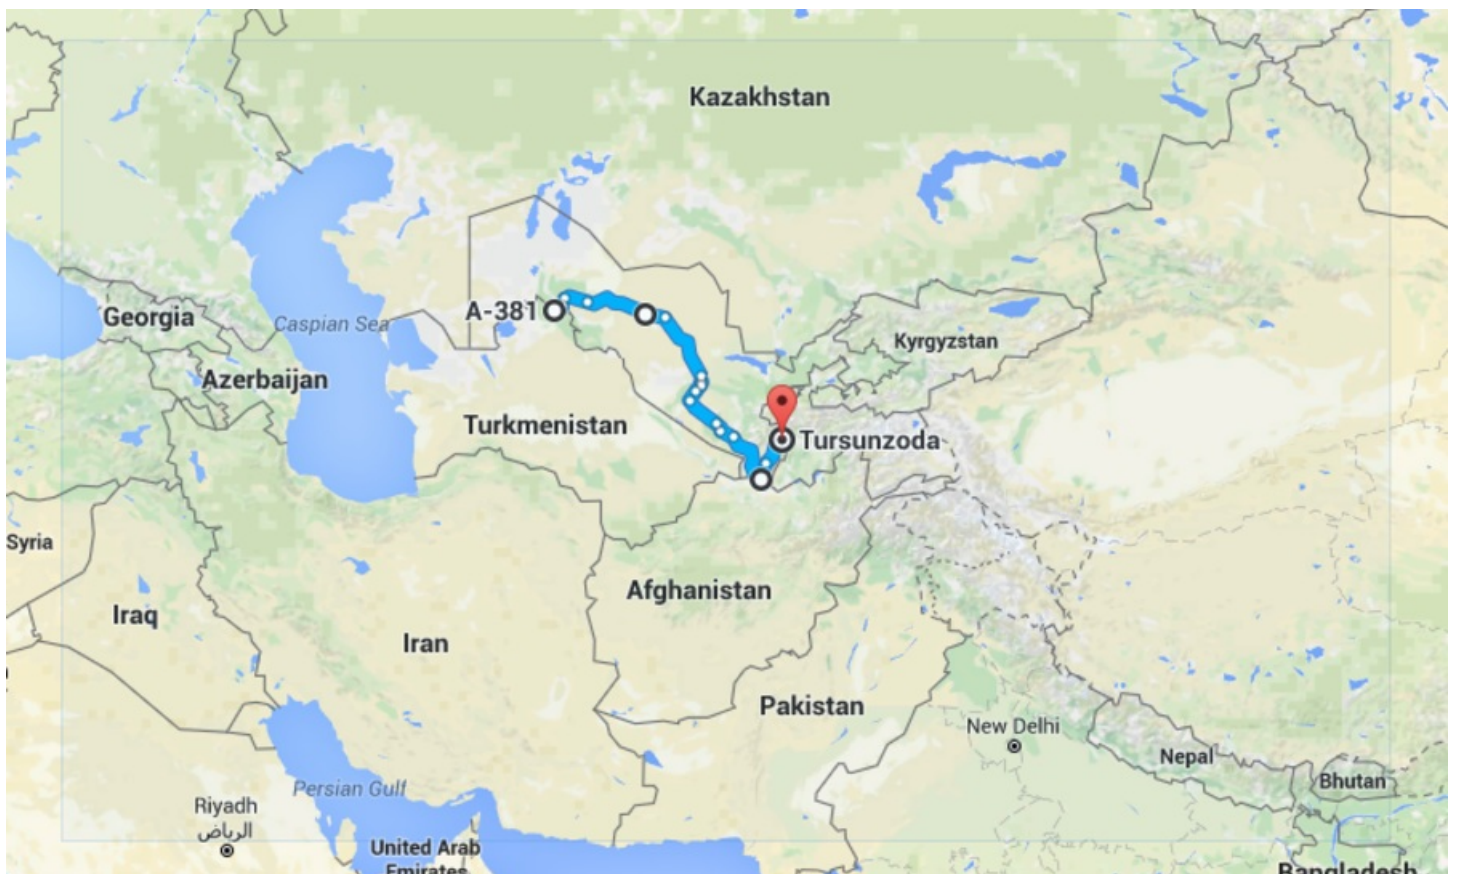 Kazakhstan
Georgia
Caspian Sea
A-381
Kyrgyzstan
Azerbaijan
Turkmenistan
Tursunzoda
Syria
Afghanistan
Iraq
Iran
Pakistan
New Delhi
Nepal
Bhutan
Persian Gulf
Riyadh
الرياض
United Arab
Emirates
Bangladesh